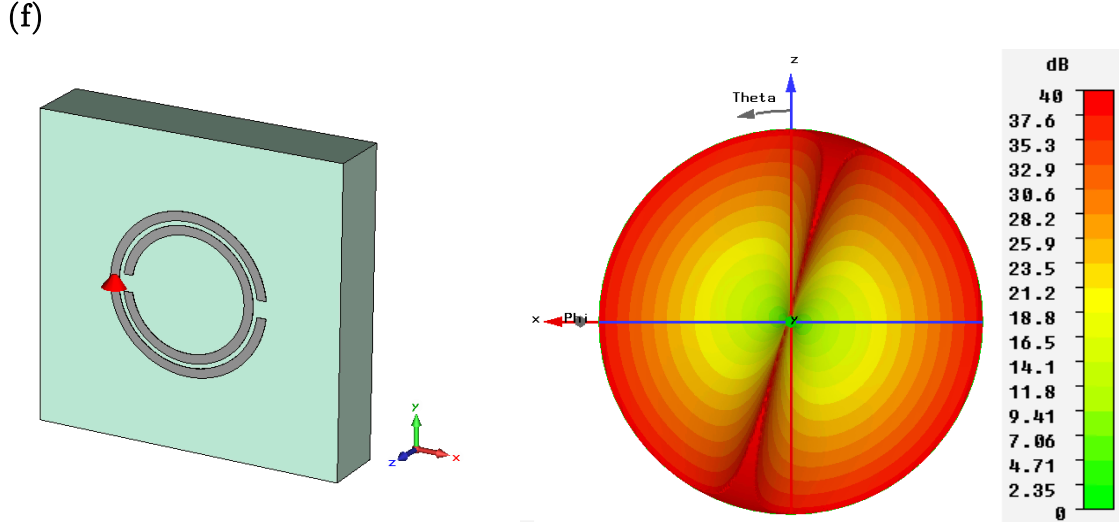 (f)
y
x
z
z
Theta
x
Phi
y
dB
40
37.6
35.3
32.9
30.6
28.2
25.9
23.5
21.2
18.8
16.5
14.1
11.8
9.41
7.06
4.71
2.35
0